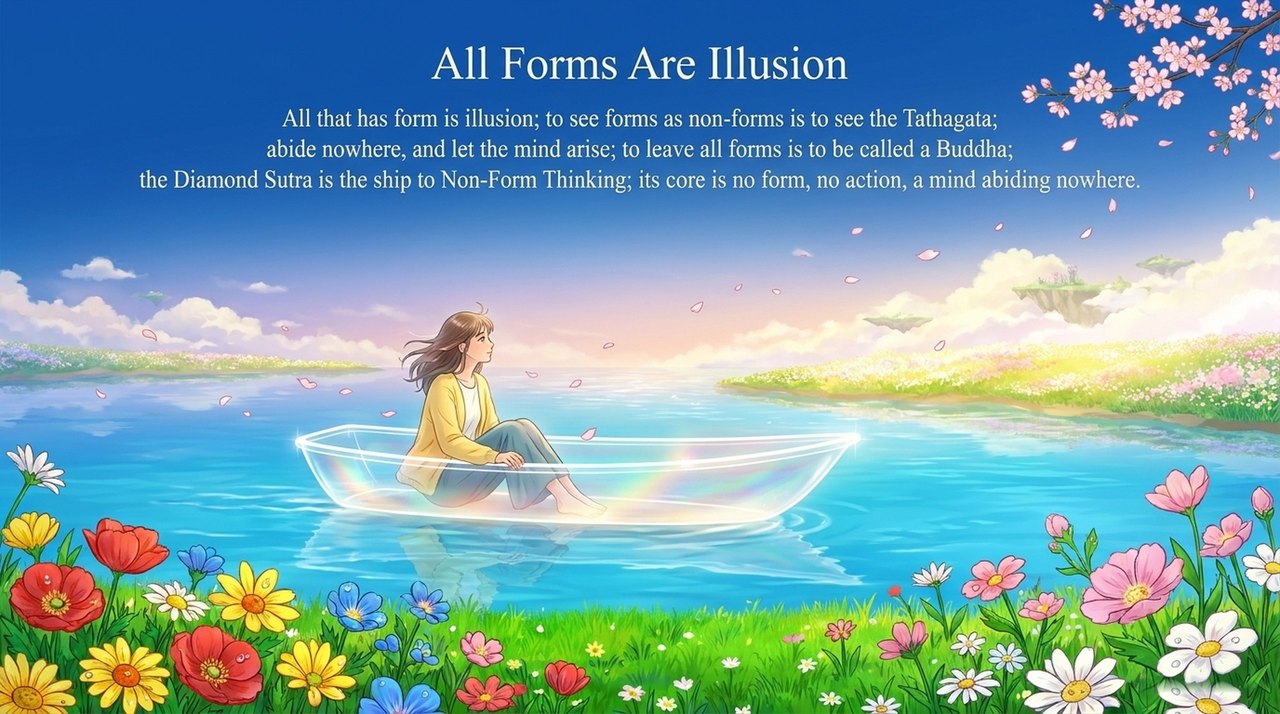 All Forms Are Illusion
All that has form is illusion; to see forms as non-forms is to see the Tathagata;
abide nowhere, and let the mind arise; to leave all forms is to be called a Buddha;
the Diamond Sutra is the ship to Non-Form Thinking; its core is no form, no action, a mind abiding nowhere.